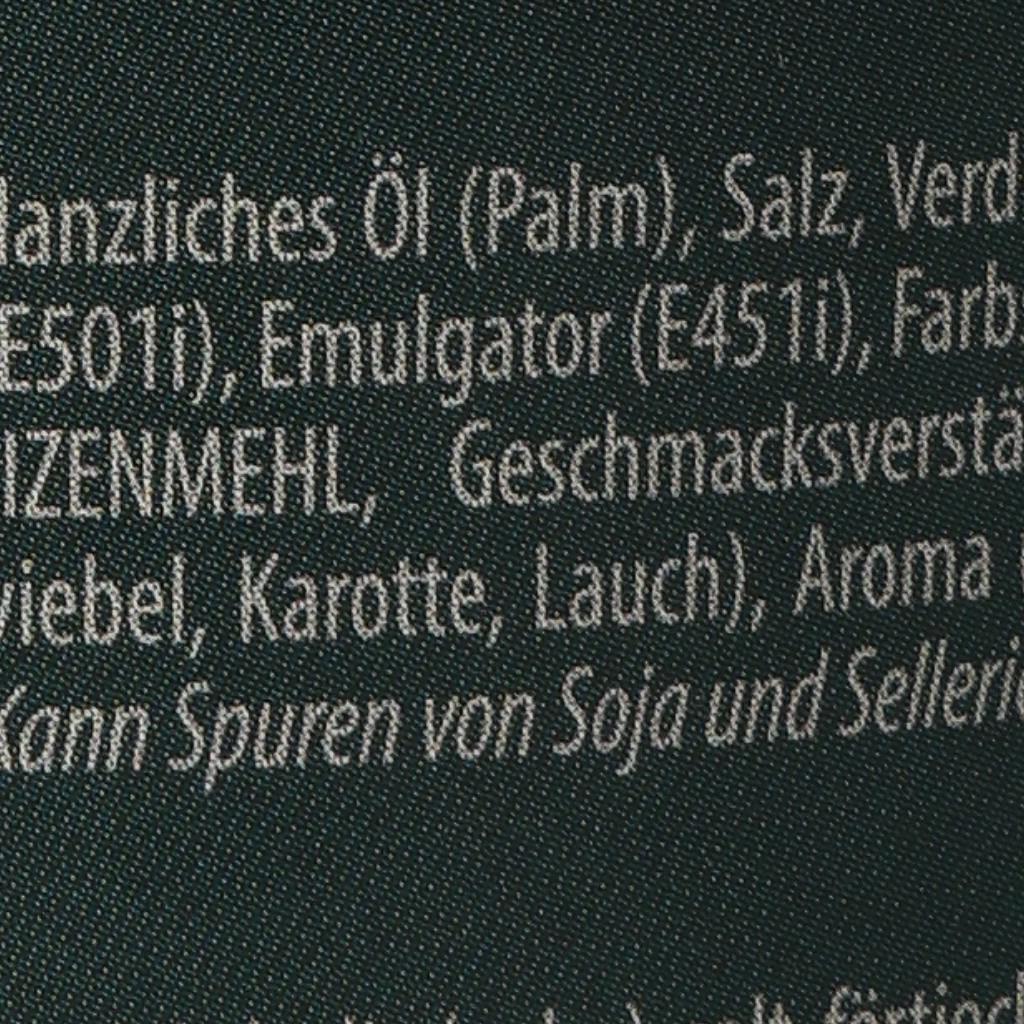 lanzliches Öl (Palm), Salz, Verd
E501i), Emulgator (E451i), Farb
IZENMEHL, Geschmacksverstä
iebel, Karotte, Lauch), Aroma
Kann Spuren von Soja und Sellerie